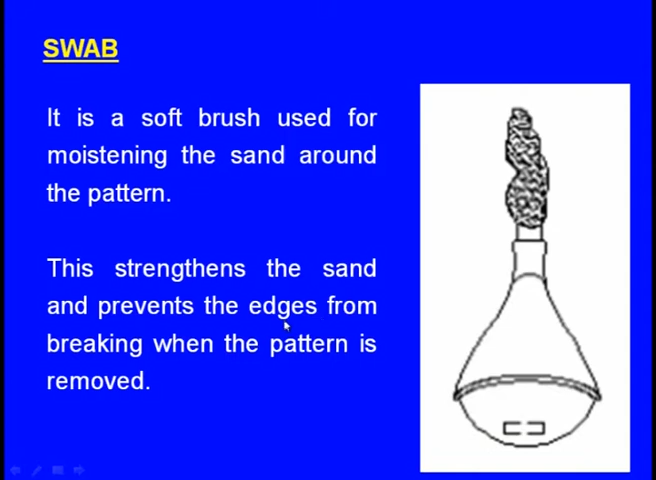 SWAB
It is a soft brush used for
moistening the sand around
the pattern.
This strengthens the sand
and prevents the edges from
breaking when the pattern is
removed.